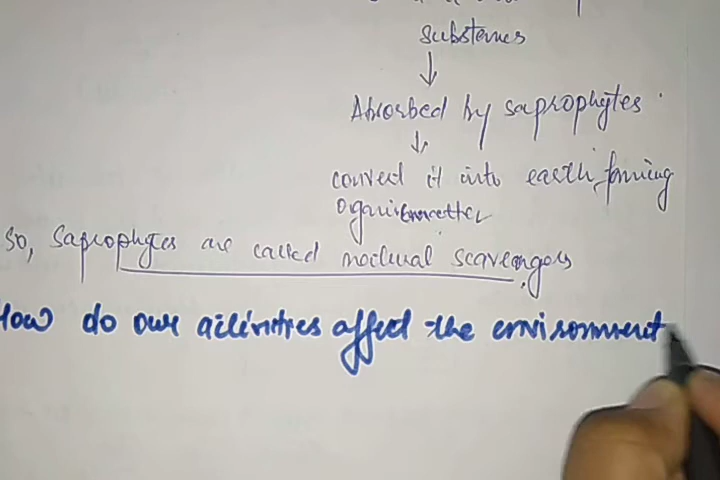 substernes
Absorbed by saprophytes
convert it into earth, forming
organic matter
So, Saprophytes are called natural scavengers
How do our activities affect the environment